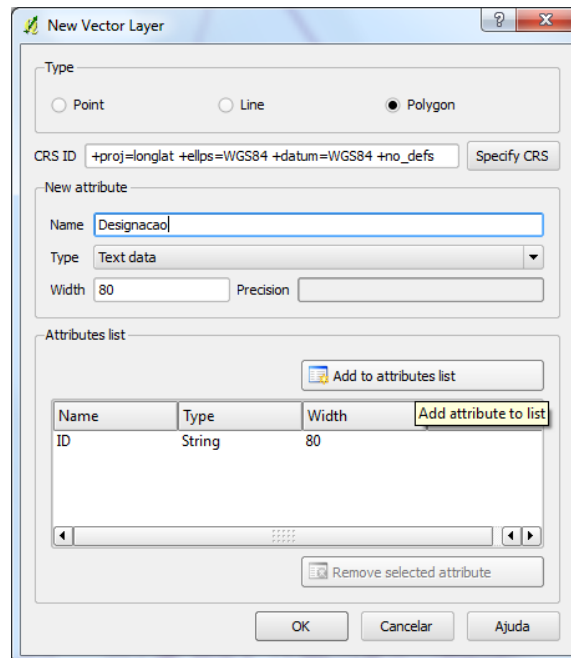 New Vector Layer
Type
Point Line Polygon
CRS ID +proj=longlat +ellps=WGS84 +datum=WGS84 +no_defs Specify CRS
New attribute
Name Designacao
Type Text data
Width 80 Precision
Attributes list
Add to attributes list
Name Type Width
Add attribute to list
ID String 80
Remove selected attribute
OK Cancelar Ajuda